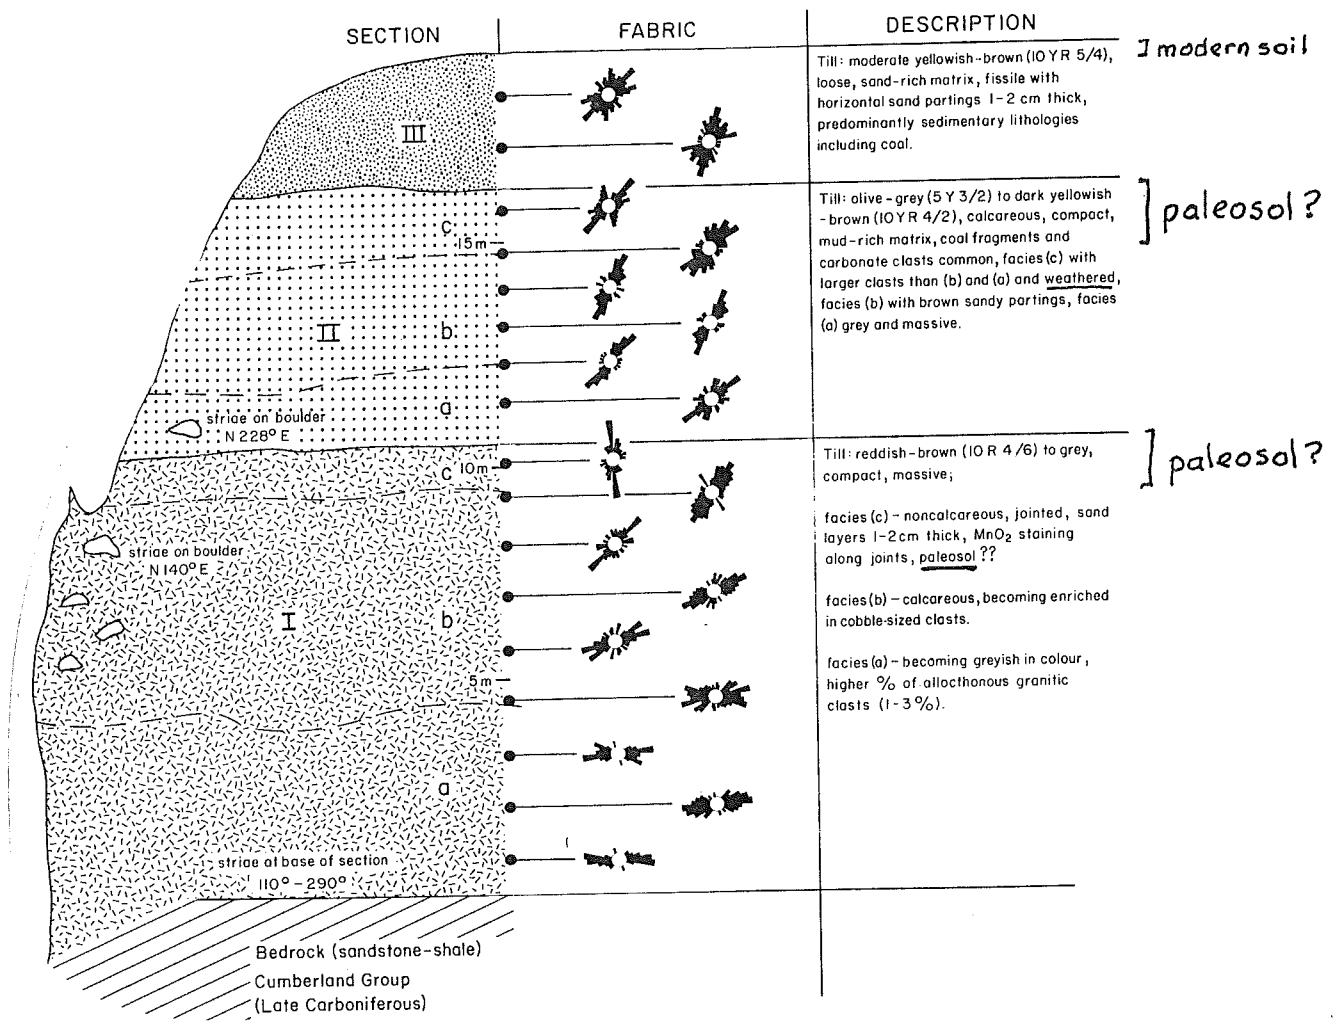 SECTION
FABRIC
DESCRIPTION
Till: moderate yellowish-brown (10 YR 5/4),
loose, sand-rich matrix, fissile with
horizontal sand partings 1-2 cm thick,
predominantly sedimentary lithologies
including coal.
] modern soil
III
Till: olive-grey (5 Y 3/2) to dark yellowish
-brown (10 YR 4/2), calcareous, compact,
mud-rich matrix, coal fragments and
carbonate clasts common, facies (c) with
larger clasts than (b) and (a) and weathered,
facies (b) with brown sandy partings, facies
(a) grey and massive.
] paleosol?
c
15m
II
b
a
striae on boulder
N 228° E
Till: reddish-brown (10 R 4/6) to grey,
compact, massive;
facies (c) - noncalcareous, jointed, sand
layers 1-2cm thick, MnO2 staining
along joints, paleosol ??
facies (b) - calcareous, becoming enriched
in cobble-sized clasts.
facies (a) - becoming greyish in colour,
higher % of allocthonous granitic
clasts (1-3%).
] paleosol?
c
10m
striae on boulder
N 140° E
I
b
5m
a
striae at base of section
110° - 290°
Bedrock (sandstone-shale)
Cumberland Group
(Late Carboniferous)